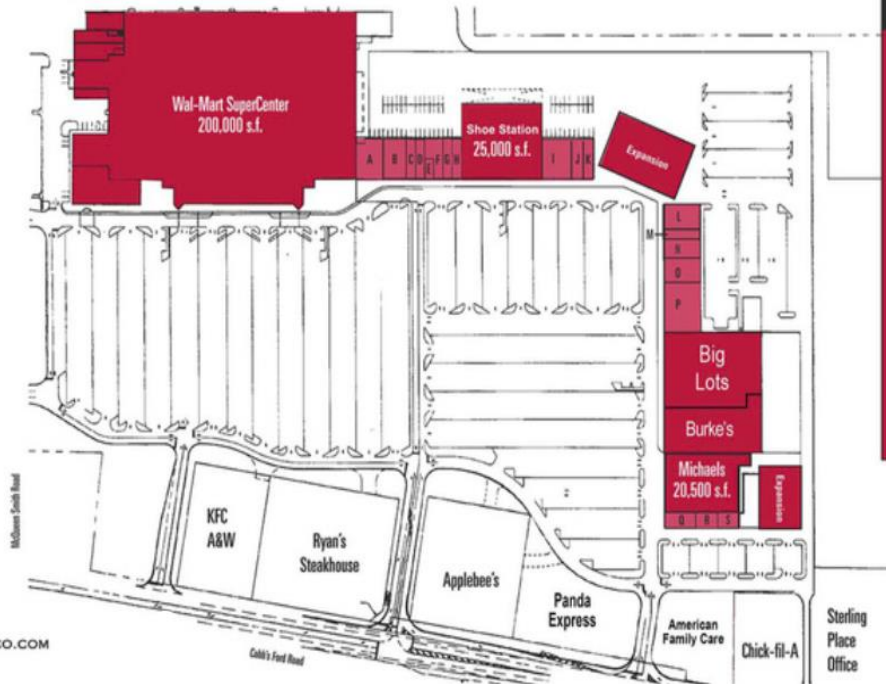 Wal-Mart SuperCenter
200,000 s.f.
Shoe Station
25,000 s.f.
Expansion
A B C D E F G H
I J K
L
M
N
O
P
Big
Lots
Burke's
Michaels
20,500 s.f.
Expansion
Q R S
McQueen Smith Road
KFC
A&W
Ryan's
Steakhouse
Applebee's
Panda
Express
American
Family Care
Chick-fil-A
Sterling
Place
Office
Cobb's Ford Road
CO.COM